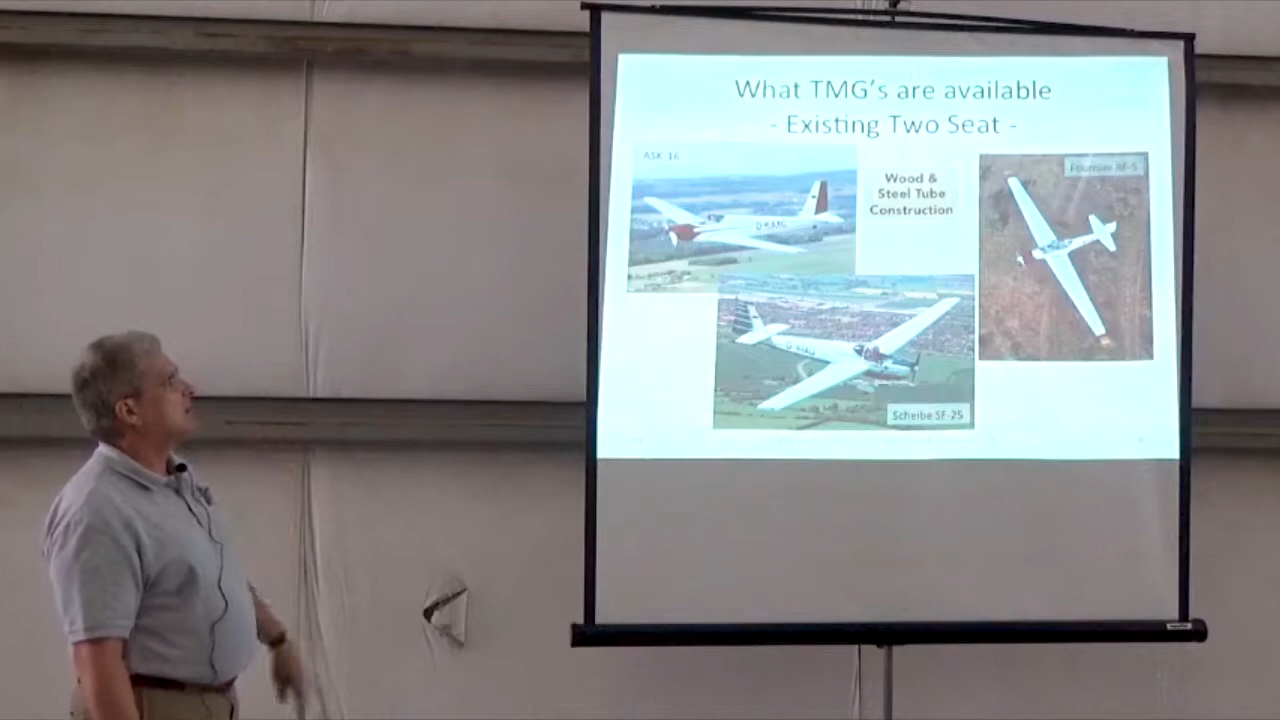 What TMG's are available
- Existing Two Seat -
ASK 16
Wood &
Steel Tube
Construction
Fournier RF-5
D-KAAC
Scheibe SF-25